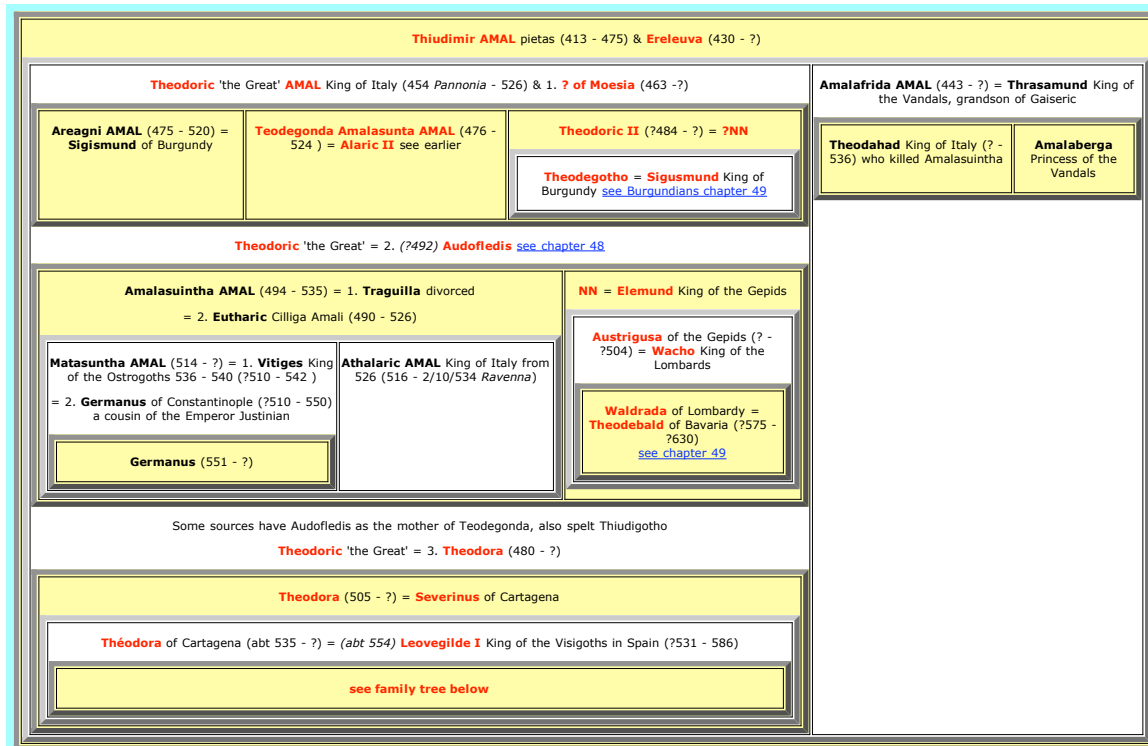 Thiudimir AMAL pietas (413 - 475) & Ereleuva (430 - ?)
Theodoric 'the Great' AMAL King of Italy (454 Pannonia - 526) & 1. ? of Moesia (463 -?)
Areagni AMAL (475 - 520) =
Sigismund of Burgundy
Teodegonda Amalasunta AMAL (476 -
524 ) = Alaric II see earlier
Theodoric II (?484 - ?) = ?NN
Theodegotho = Sigusmund King of
Burgundy see Burgundians chapter 49
Theodoric 'the Great' = 2. (?492) Audofledis see chapter 48
Amalasuintha AMAL (494 - 535) = 1. Traguilla divorced
= 2. Eutharic Cilliga Amali (490 - 526)
Matasuntha AMAL (514 - ?) = 1. Vitiges King
of the Ostrogoths 536 - 540 (?510 - 542 )
= 2. Germanus of Constantinople (?510 - 550)
a cousin of the Emperor Justinian
Germanus (551 - ?)
Athalaric AMAL King of Italy from
526 (516 - 2/10/534 Ravenna)
NN = Elemund King of the Gepids
Austrigusa of the Gepids (? -
?504) = Wacho King of the
Lombards
Waldrada of Lombardy =
Theodebald of Bavaria (?575 -
?630)
see chapter 49
Some sources have Audofledis as the mother of Teodegonda, also spelt Thiudigotho
Theodoric 'the Great' = 3. Theodora (480 - ?)
Theodora (505 - ?) = Severinus of Cartagena
Théodora of Cartagena (abt 535 - ?) = (abt 554) Leovegilde I King of the Visigoths in Spain (?531 - 586)
see family tree below
Amalafrida AMAL (443 - ?) = Thrasamund King of
the Vandals, grandson of Gaiseric
Theodahad King of Italy (? -
536) who killed Amalasuintha
Amalaberga
Princess of the
Vandals